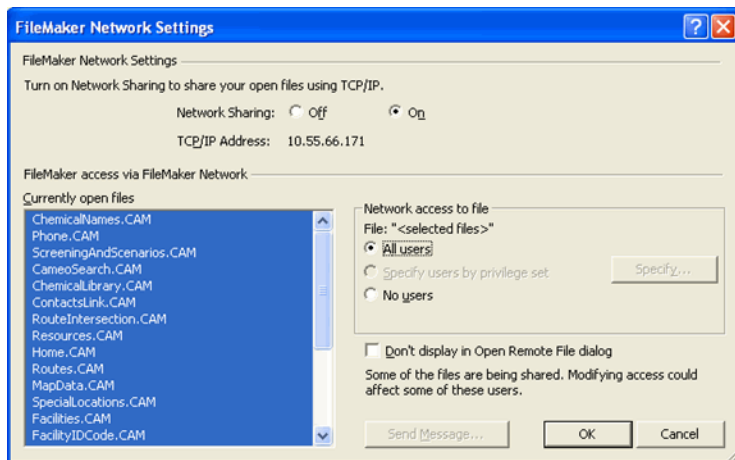 FileMaker Network Settings
FileMaker Network Settings
Turn on Network Sharing to share your open files using TCP/IP.
Network Sharing: Off On
TCP/IP Address: 10.55.66.171
FileMaker access via FileMaker Network
Currently open files
ChemicalNames.CAM
Phone.CAM
ScreeningAndScenarios.CAM
CameoSearch.CAM
ChemicalLibrary.CAM
ContactsLink.CAM
RouteIntersection.CAM
Resources.CAM
Home.CAM
Routes.CAM
MapData.CAM
SpecialLocations.CAM
Facilities.CAM
FacilityIDCode.CAM
Network access to file
File: "<selected files>"
All users
Specify users by privilege set
Specify...
No users
Don't display in Open Remote File dialog
Some of the files are being shared. Modifying access could
affect some of these users.
Send Message...
OK
Cancel